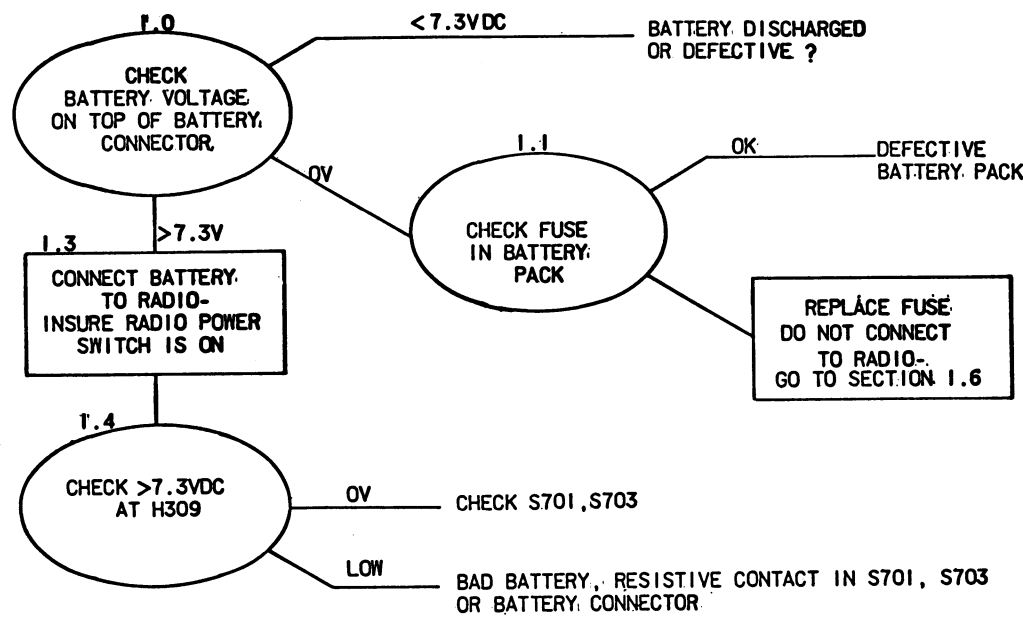 1.0
<7.3VDC
BATTERY DISCHARGED
OR DEFECTIVE ?
CHECK
BATTERY VOLTAGE
ON TOP OF BATTERY
CONNECTOR
OV
1.1
OK
DEFECTIVE
BATTERY PACK
CHECK FUSE
IN BATTERY
PACK
REPLACE FUSE
DO NOT CONNECT
TO RADIO-
GO TO SECTION 1.6
>7.3V
1.3
CONNECT BATTERY
TO RADIO-
INSURE RADIO POWER
SWITCH IS ON
1.4
CHECK >7.3VDC
AT H309
OV
CHECK S701,S703
LOW
BAD BATTERY, RESISTIVE CONTACT IN S701, S703
OR BATTERY CONNECTOR